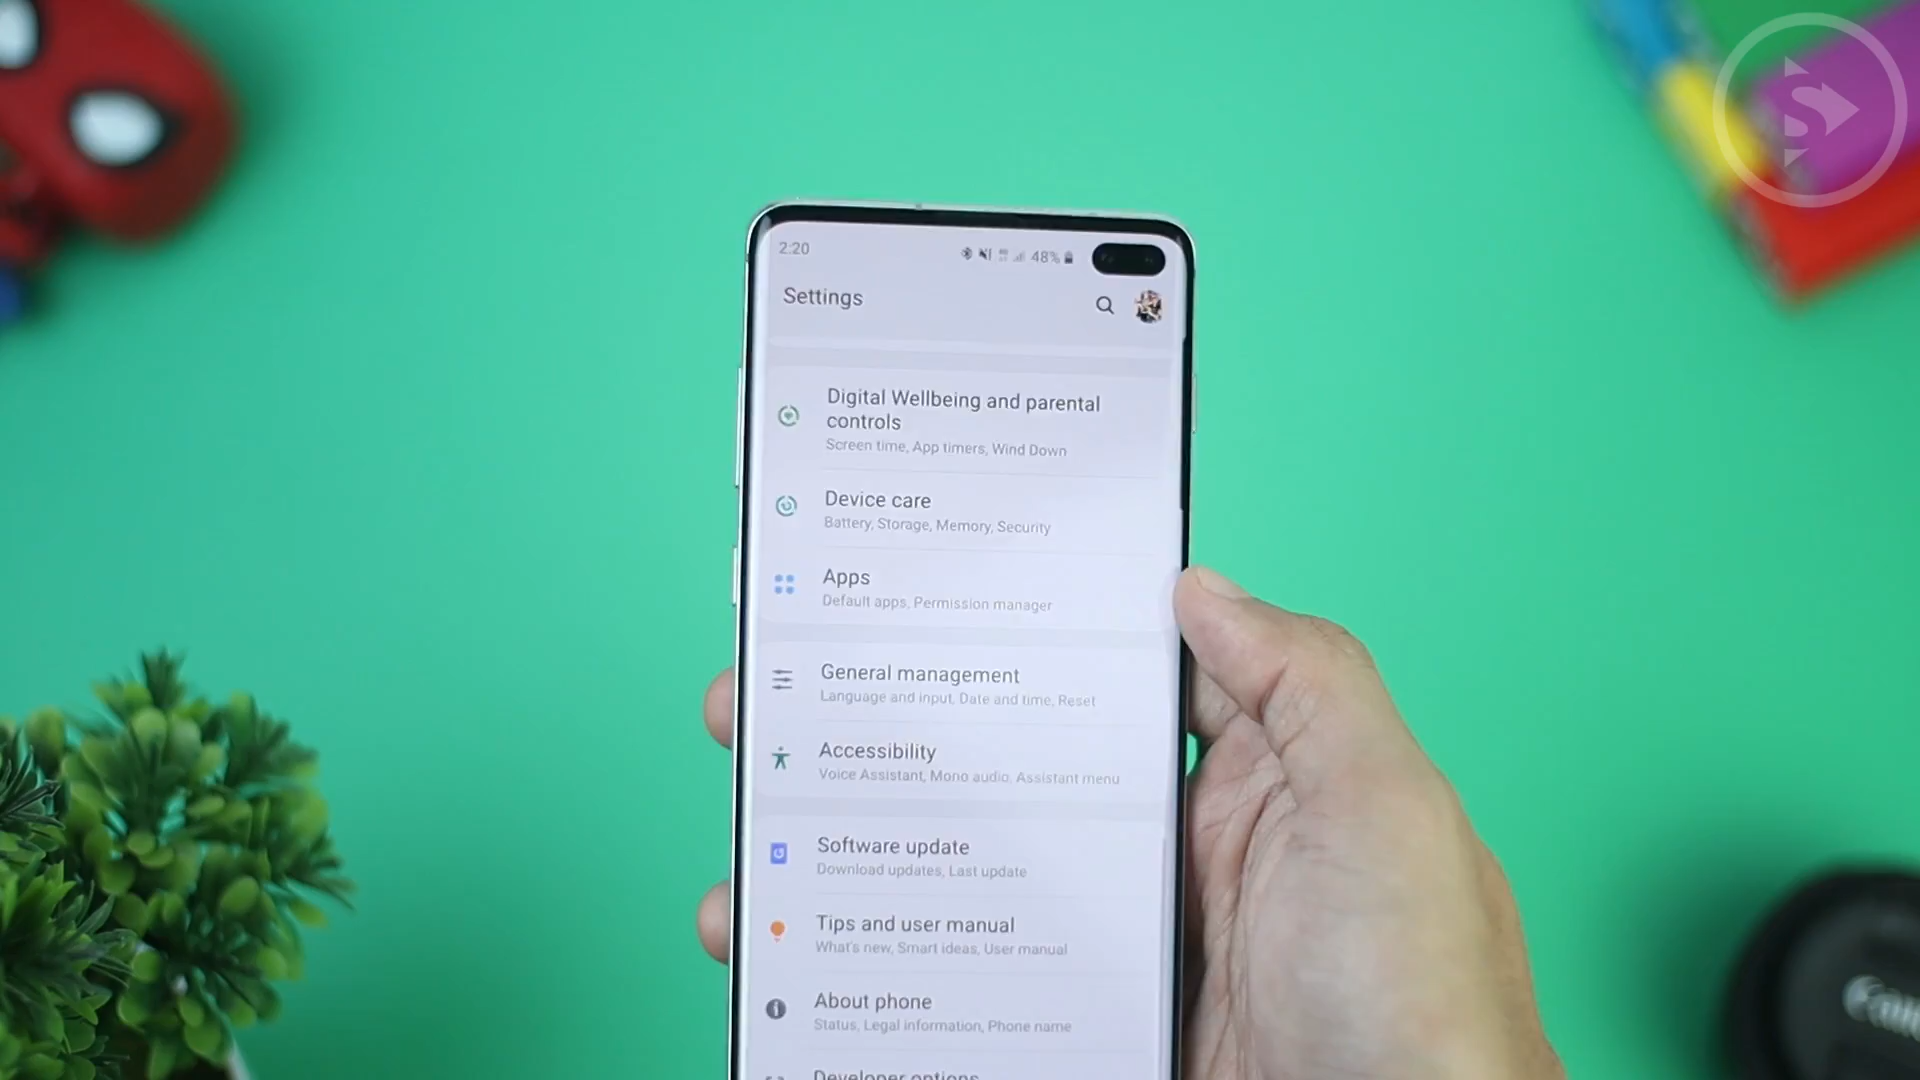 2:20
48%
Settings
Digital Wellbeing and parental
controls
Screen time, App timers, Wind Down
Device care
Battery, Storage, Memory, Security
Apps
Default apps, Permission manager
General management
Language and input, Date and time, Reset
Accessibility
Voice Assistant, Mono audio, Assistant menu
Software update
Download updates, Last update
Tips and user manual
What's new, Smart ideas, User manual
About phone
Status, Legal information, Phone name
Developer options